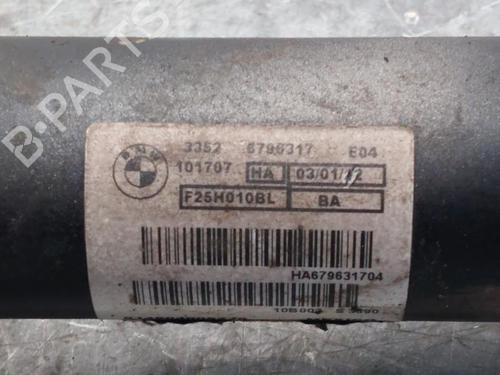 B-PARTS
BMW
3352 6796317 E04
101707 HA 03/01/12
F25H010BL BA
HA679631704